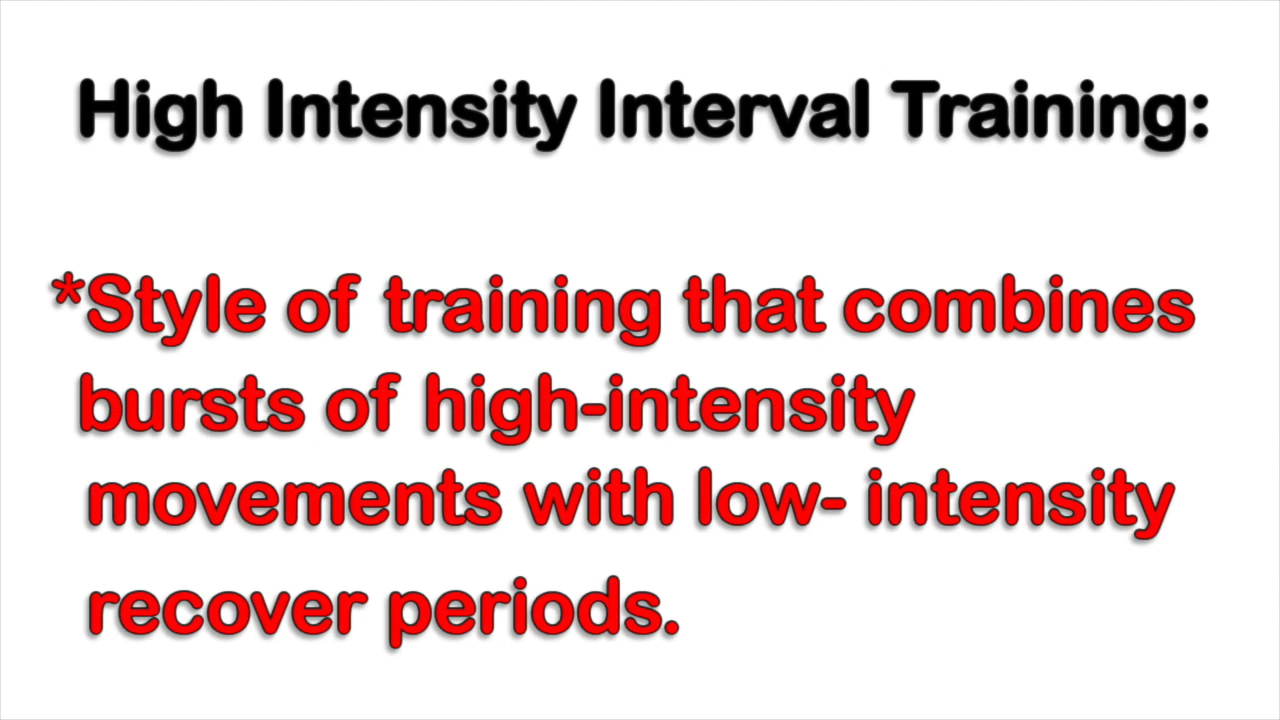 High Intensity Interval Training:
*Style of training that combines
bursts of high-intensity
movements with low- intensity
recover periods.